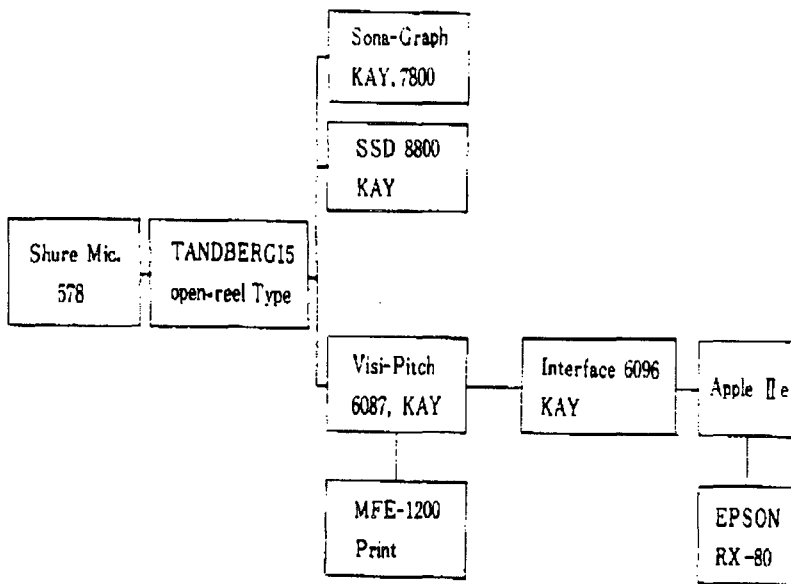 Sona-Graph
KAY. 7800
SSD 8800
KAY
Shure Mic.
578
TANDBERG15
open-reel Type
Visi-Pitch
6087, KAY
Interface 6096
KAY
Apple Ⅱe
MFE-1200
Print
EPSON
RX-80